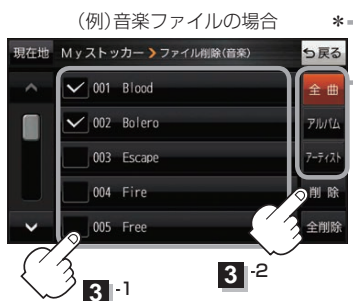 (例)音楽ファイルの場合
*
現在地 Myストッカー❯ファイル削除(音楽) 戻る
001 Blood
全曲
002 Bolero
アルバム
003 Escape
アーティスト
004 Fire
削除
005 Free
全削除
3-1
3-2